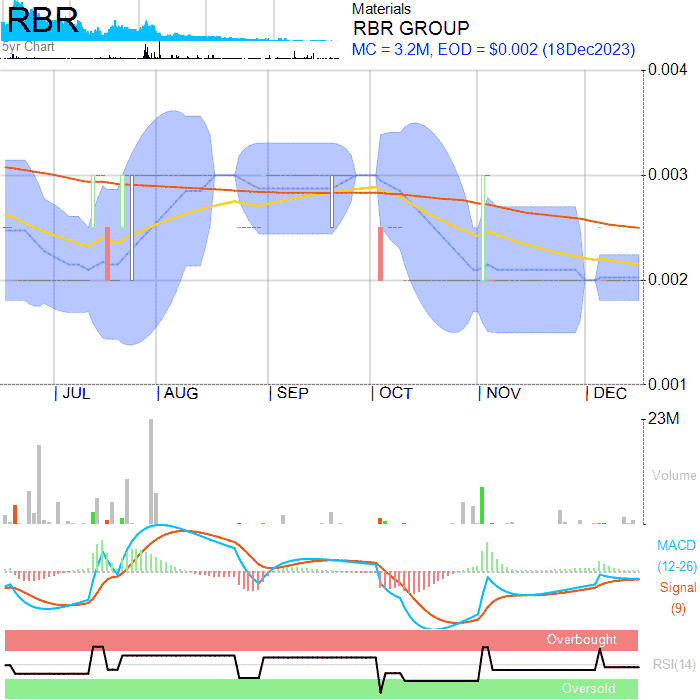 RBR
5yr Chart
Materials
RBR GROUP
MC = 3.2M, EOD = $0.002 (18Dec2023)
0.004
0.003
0.002
0.001
JUL AUG SEP OCT NOV DEC
23M
Volume
MACD
(12-26)
Signal
(9)
Overbought
RSI(14)
Oversold